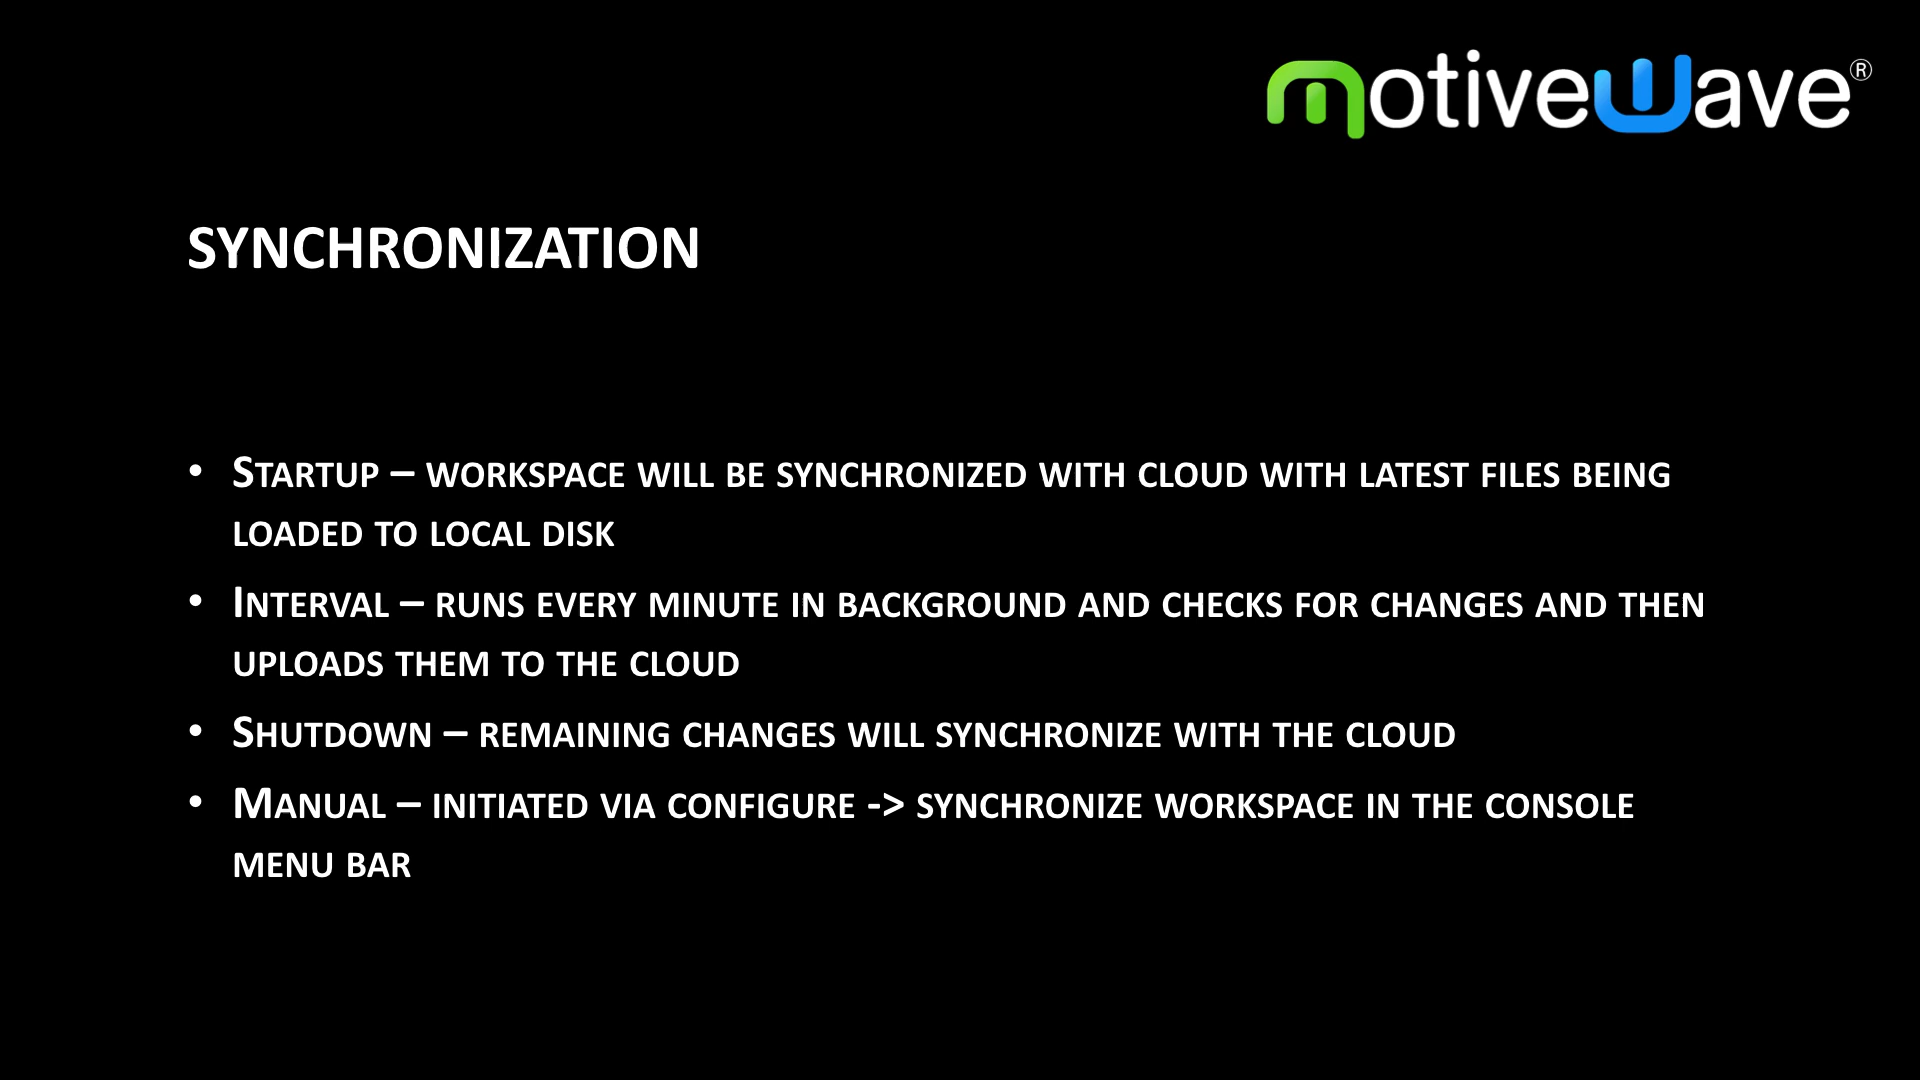 motivewave®
SYNCHRONIZATION
• STARTUP – WORKSPACE WILL BE SYNCHRONIZED WITH CLOUD WITH LATEST FILES BEING
LOADED TO LOCAL DISK
• INTERVAL – RUNS EVERY MINUTE IN BACKGROUND AND CHECKS FOR CHANGES AND THEN
UPLOADS THEM TO THE CLOUD
• SHUTDOWN – REMAINING CHANGES WILL SYNCHRONIZE WITH THE CLOUD
• MANUAL – INITIATED VIA CONFIGURE -> SYNCHRONIZE WORKSPACE IN THE CONSOLE
MENU BAR